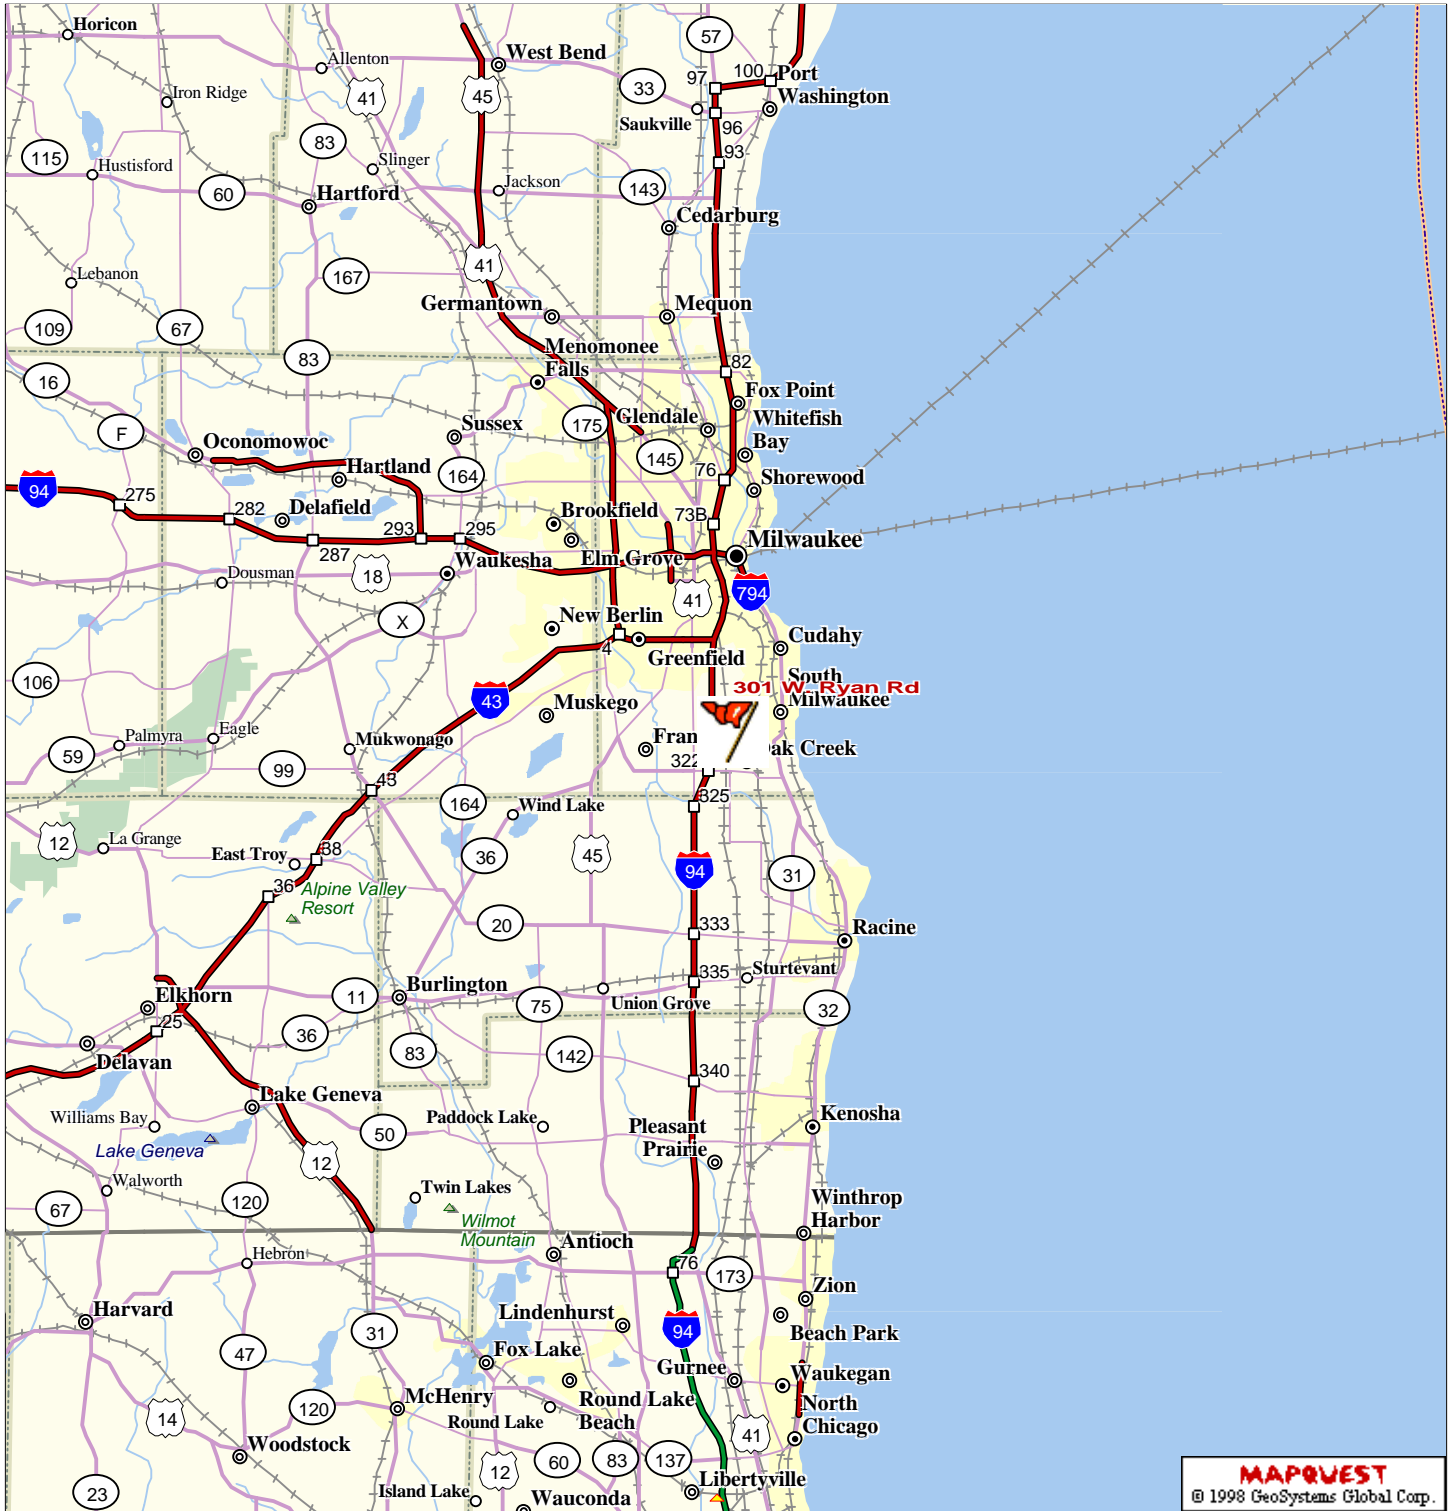 Horicon
57
West Bend
Allenton
97
100
Port
Washington
Iron Ridge
41
45
33
Saukville
96
93
83
115
Hustisford
Slinger
60
Hartford
Jackson
143
Cedarburg
41
167
Lebanon
Germantown
Mequon
109
67
83
Menomonee
Falls
82
16
Fox Point
175
Glendale
Whitefish
Bay
F
Sussex
Oconomowoc
145
Hartland
164
76
Shorewood
94
275
282
Delafield
Brookfield
73B
293
295
287
Elm Grove
Milwaukee
Waukesha
18
Dousman
794
41
X
New Berlin
Cudahy
4
Greenfield
106
South
Milwaukee
301 W. Ryan Rd
43
Muskego
Eagle
Palmyra
Mukwonago
Fran
ak Creek
59
99
322
43
325
164
Wind Lake
12
La Grange
East Troy
38
36
45
94
31
36
Alpine Valley
Resort
20
333
Racine
335
Sturtevant
Elkhorn
11
Burlington
75
Union Grove
32
25
36
83
142
Delavan
340
Lake Geneva
Williams Bay
50
Paddock Lake
Pleasant
Prairie
Kenosha
Lake Geneva
12
Walworth
67
120
Twin Lakes
Wilmot
Mountain
Winthrop
Harbor
Hebron
Antioch
76
173
Zion
Harvard
Lindenhurst
94
31
Beach Park
47
Fox Lake
Gurnee
Waukegan
14
120
McHenry
Round Lake
Round Lake
Beach
North
Chicago
Woodstock
41
12
60
83
137
23
Island Lake
Wauconda
Libertyville
MAPQUEST
© 1998 GeoSystems Global Corp.